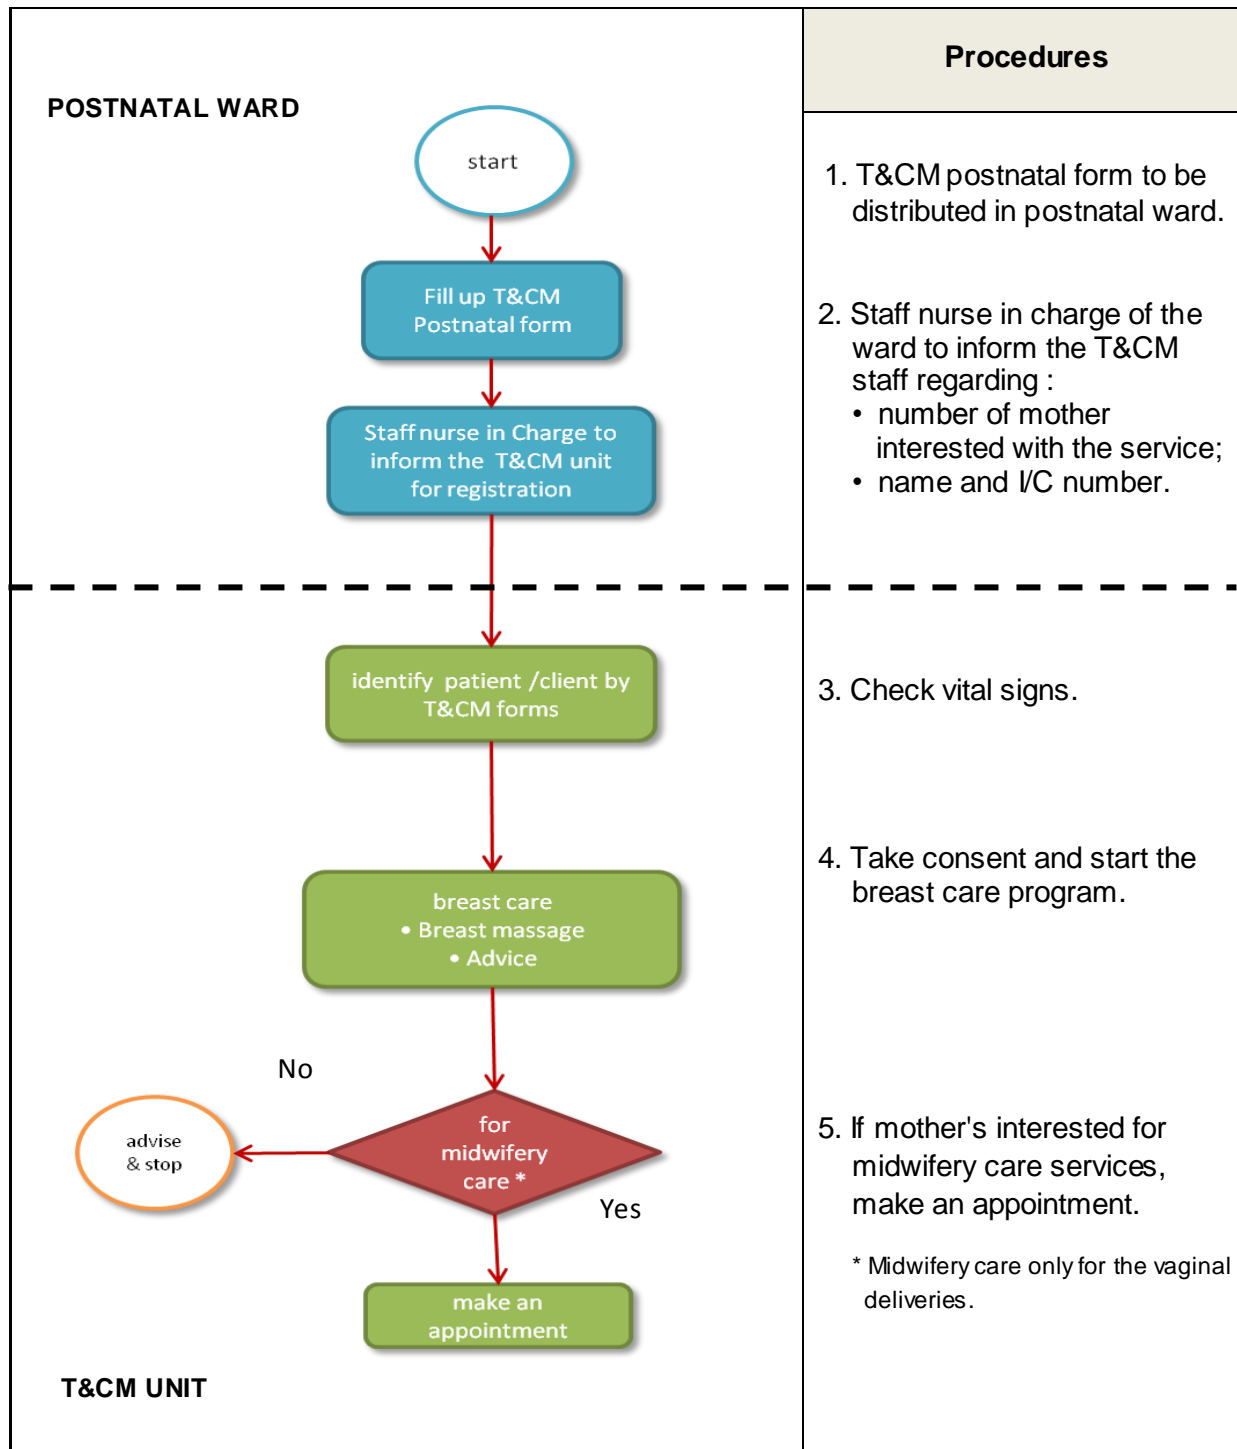 POSTNATAL WARD
start
Fill up T&CM
Postnatal form
Staff nurse in Charge to
inform the T&CM unit
for registration
identify patient /client by
T&CM forms
breast care
• Breast massage
• Advice
No
for
midwifery
care *
advise
& stop
Yes
make an
appointment
T&CM UNIT
Procedures
1. T&CM postnatal form to be
distributed in postnatal ward.
2. Staff nurse in charge of the
ward to inform the T&CM
staff regarding :
• number of mother
interested with the service;
• name and I/C number.
3. Check vital signs.
4. Take consent and start the
breast care program.
5. If mother's interested for
midwifery care services,
make an appointment.
* Midwifery care only for the vaginal
deliveries.